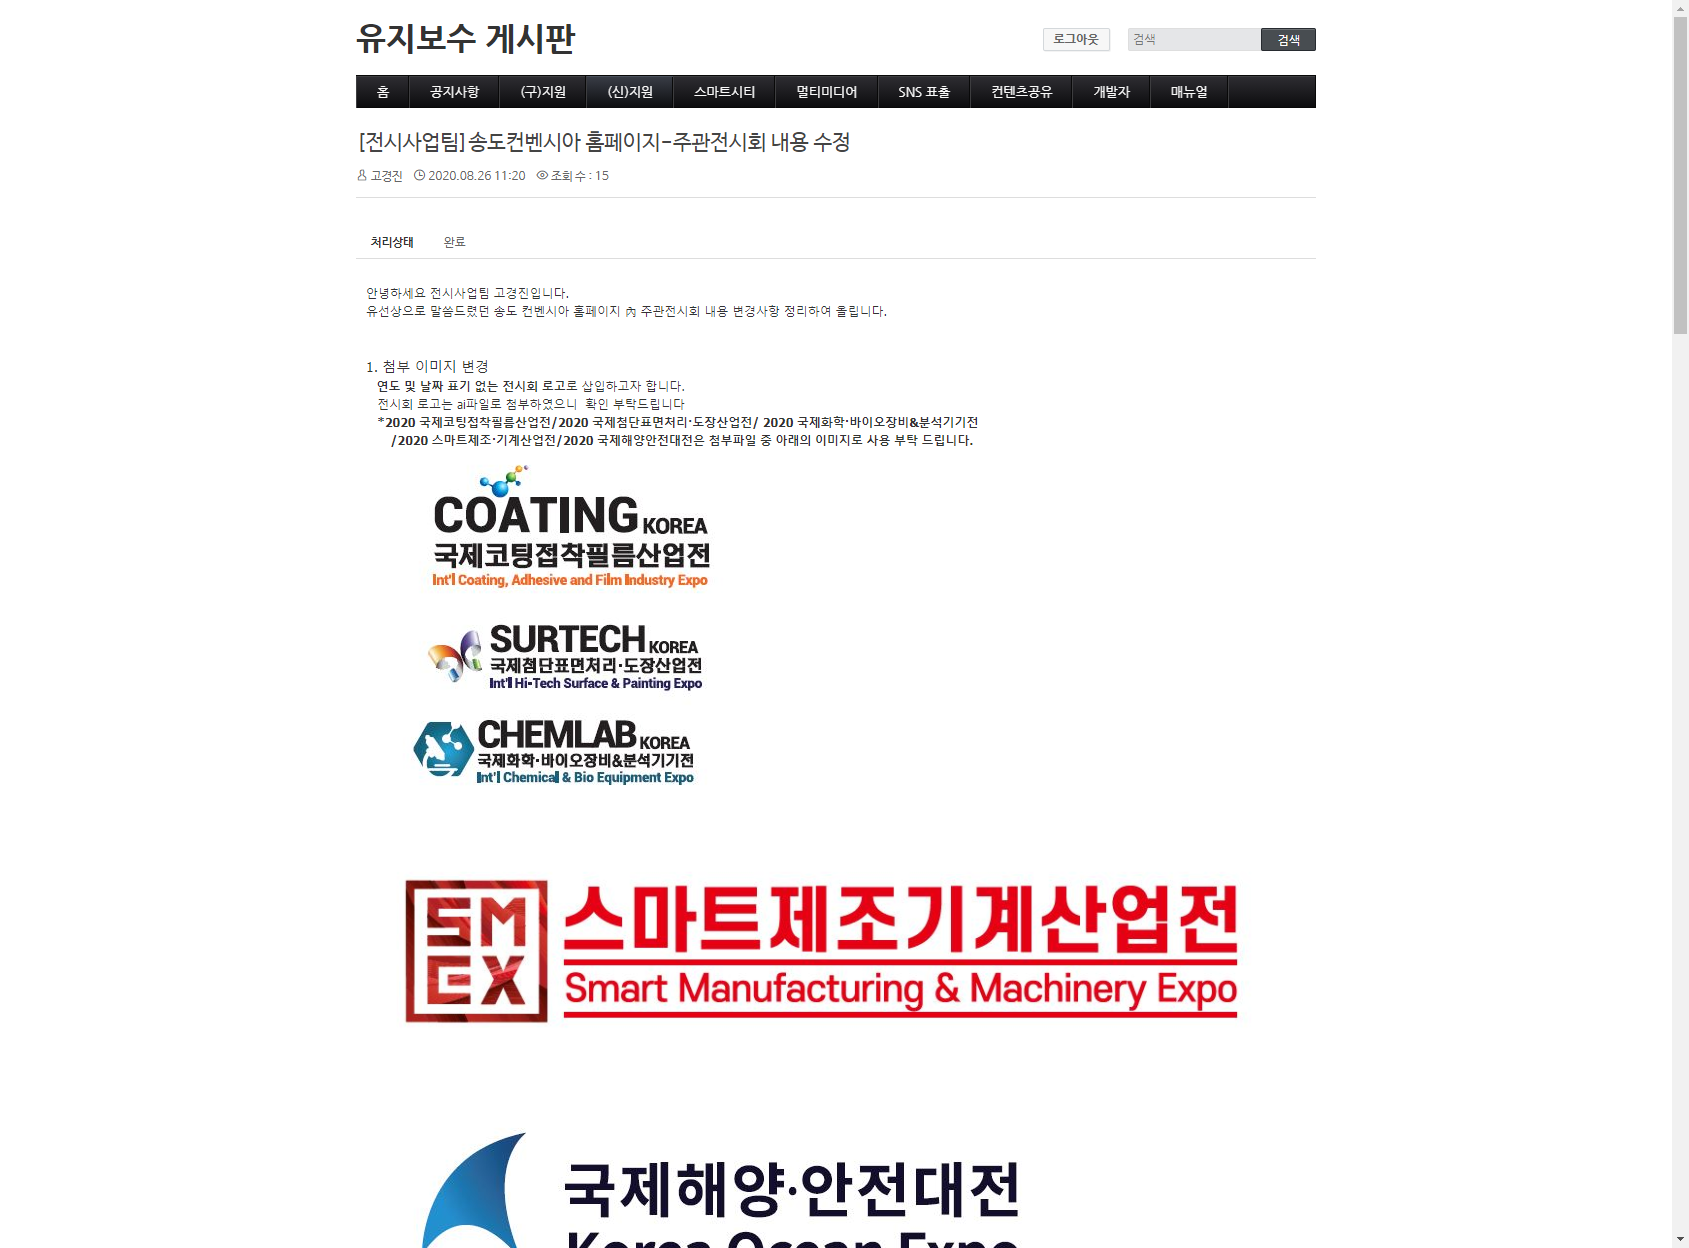 유지보수 게시판
로그아웃
검색
검색
홈 공지사항 (구)지원 (신)지원 스마트시티 멀티미디어 SNS 표출 컨텐츠공유 개발자 매뉴얼
[전시사업팀] 송도컨벤시아 홈페이지-주관전시회 내용 수정
고경진 2020.08.26 11:20 조회 수 : 15
처리상태 완료
안녕하세요 전시사업팀 고경진입니다.
유선상으로 말씀드렸던 송도 컨벤시아 홈페이지 內 주관전시회 내용 변경사항 정리하여 올립니다.
1. 첨부 이미지 변경
연도 및 날짜 표기 없는 전시회 로고로 삽입하고자 합니다.
전시회 로고는 ai파일로 첨부하였으니 확인 부탁드립니다
*2020 국제코팅접착필름산업전/2020 국제첨단표면처리·도장산업전/ 2020 국제화학·바이오장비&분석기기전
/2020 스마트제조·기계산업전/2020 국제해양안전대전은 첨부파일 중 아래의 이미지로 사용 부탁 드립니다.
COATING KOREA
국제코팅접착필름산업전
Int'l Coating, Adhesive and Film Industry Expo
SURTECH KOREA
국제첨단표면처리·도장산업전
Int'l Hi-Tech Surface & Painting Expo
CHEMLAB KOREA
국제화학·바이오장비&분석기기전
Int'l Chemical & Bio Equipment Expo
SM
EX
스마트제조기계산업전
Smart Manufacturing & Machinery Expo
국제해양·안전대전
Korea Ocean Expo